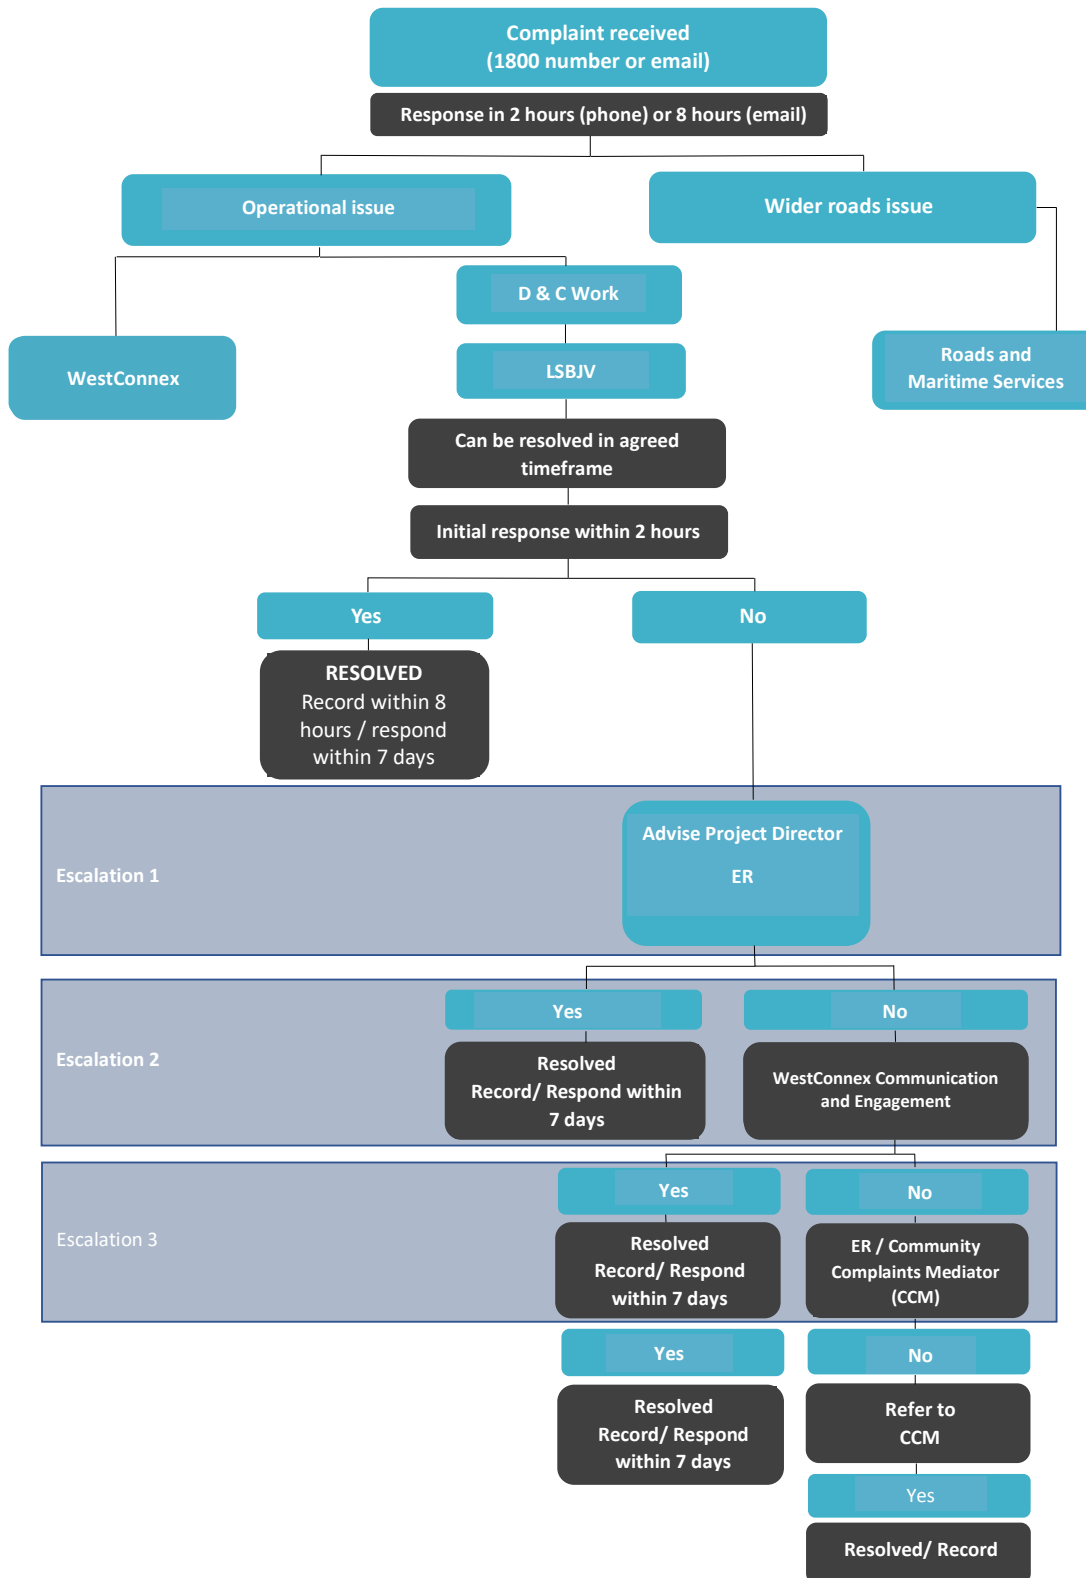 Complaint received
(1800 number or email)
Response in 2 hours (phone) or 8 hours (email)
Operational issue
Wider roads issue
D & C Work
WestConnex
LSBJV
Roads and
Maritime Services
Can be resolved in agreed
timeframe
Initial response within 2 hours
Yes
No
RESOLVED
Record within 8
hours / respond
within 7 days
Escalation 1
Advise Project Director
ER
Escalation 2
Yes
No
Resolved
Record/ Respond within
7 days
WestConnex Communication
and Engagement
Escalation 3
Yes
No
Resolved
Record/ Respond
within 7 days
ER / Community
Complaints Mediator
(CCM)
Yes
No
Resolved
Record/ Respond
within 7 days
Refer to
CCM
Yes
Resolved/ Record